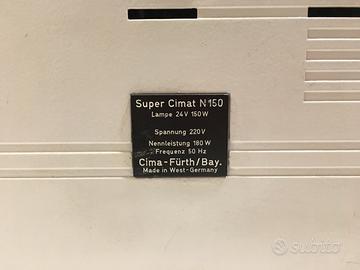 Super Cimat N150
Lampe 24V 150W
Spannung 220V
Nennleistung 180W
Frequenz 50 Hz
Cima-Fürth/Bay.
Made in West-Germany
subito